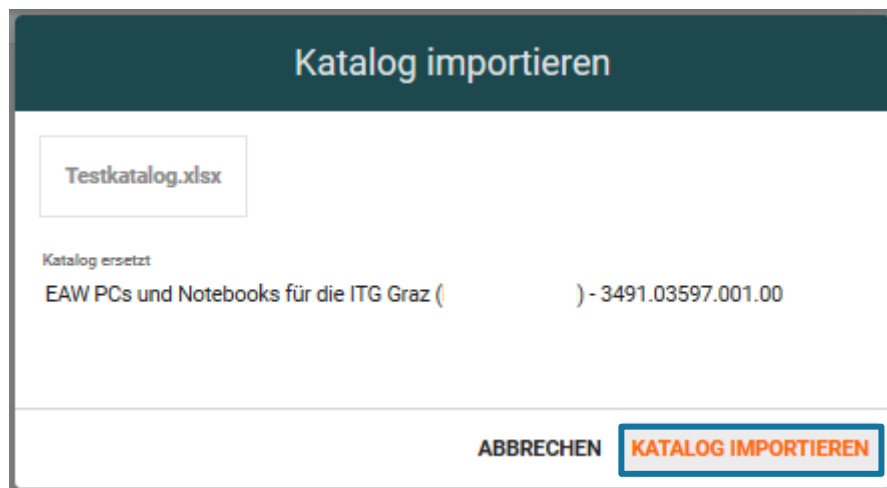 Katalog importieren
Testkatalog.xlsx
Katalog ersetzt
EAW PCs und Notebooks für die ITG Graz ( ) - 3491.03597.001.00
ABBRECHEN KATALOG IMPORTIEREN